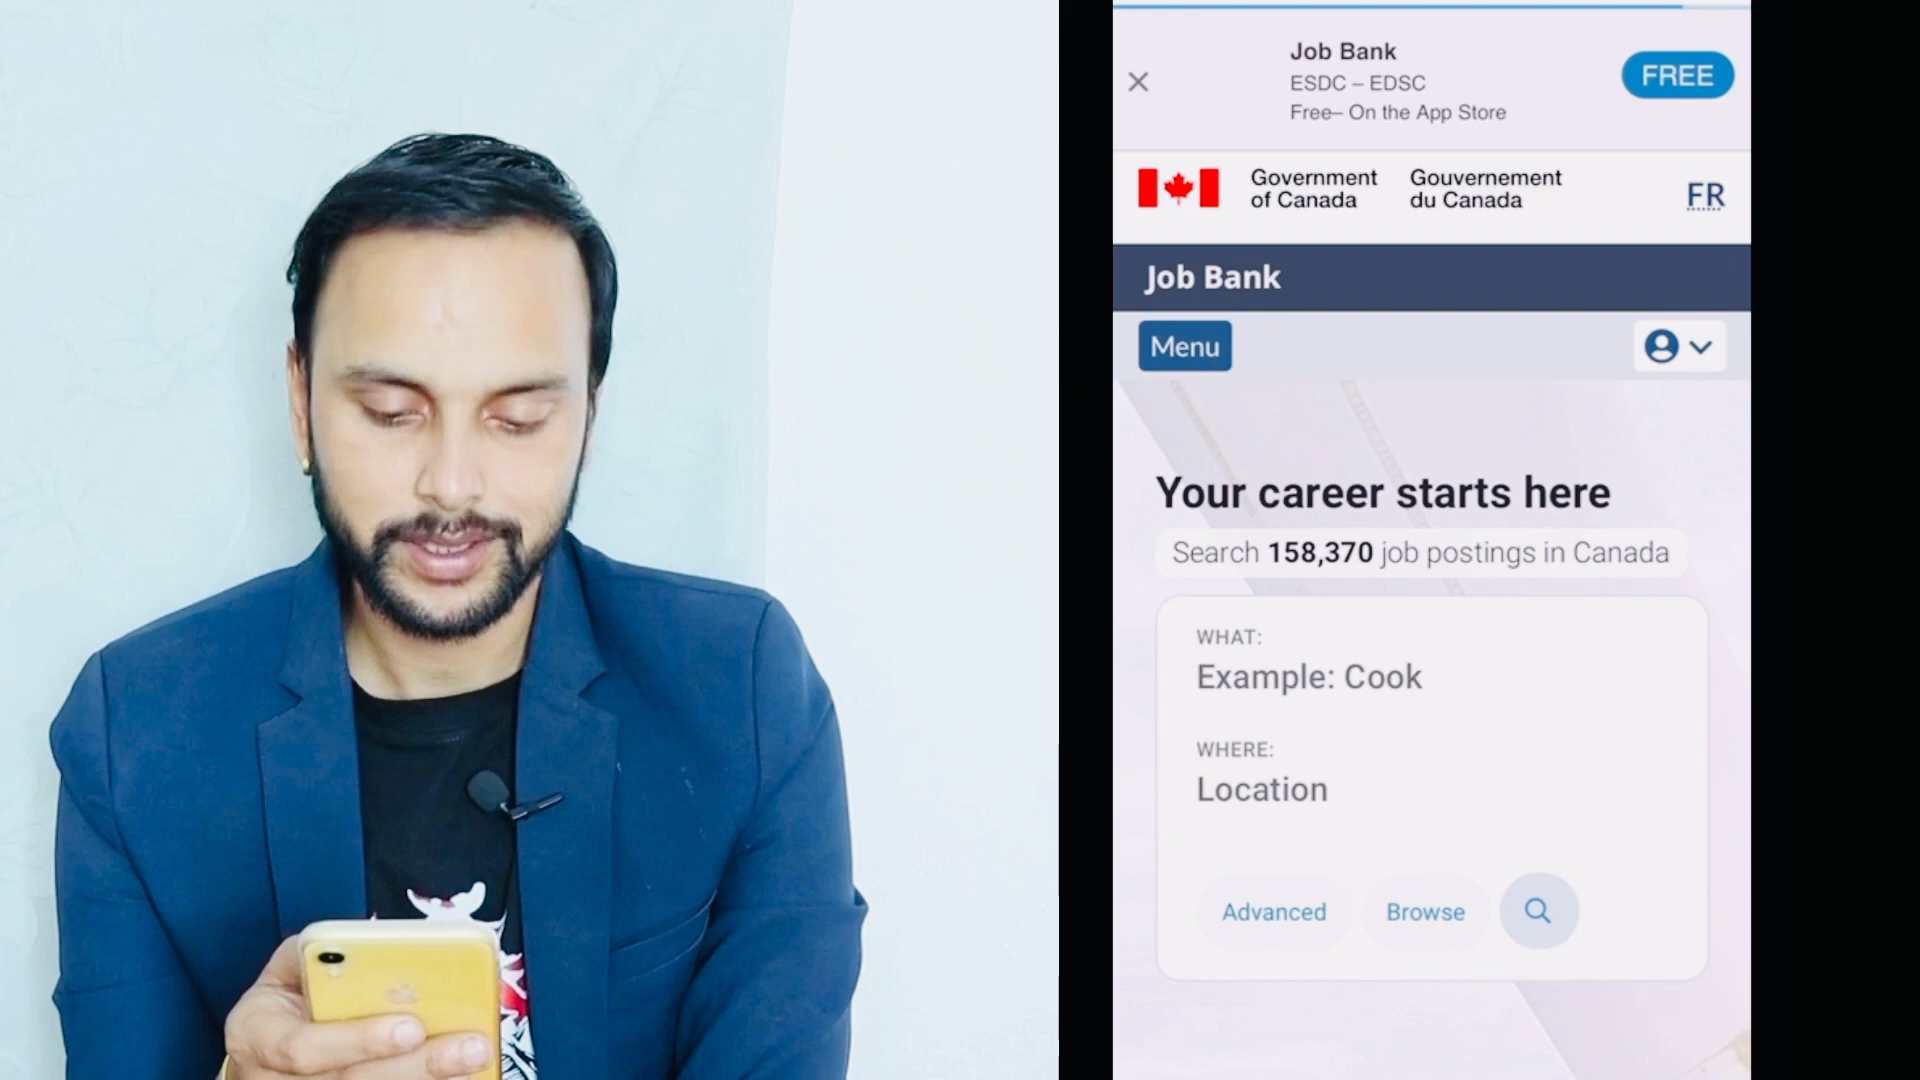 Job Bank
ESDC – EDSC
Free– On the App Store
FREE
Government of Canada
Gouvernement du Canada
FR
Job Bank
Menu
Your career starts here
Search 158,370 job postings in Canada
WHAT:
Example: Cook
WHERE:
Location
Advanced
Browse